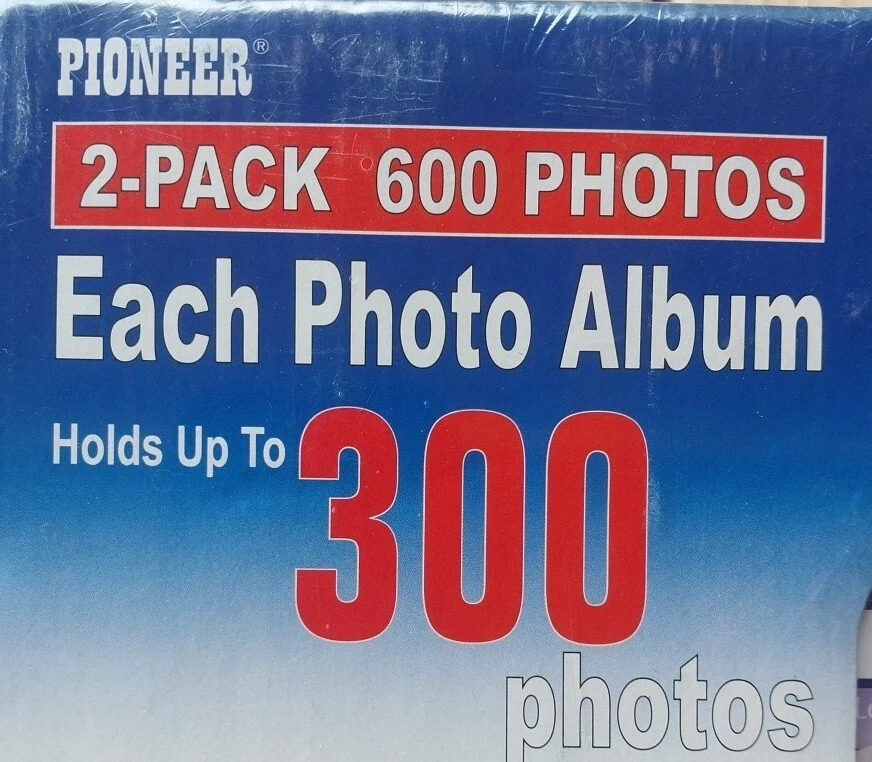 PIONEER®
2-PACK 600 PHOTOS
Each Photo Album
Holds Up To 300
photos